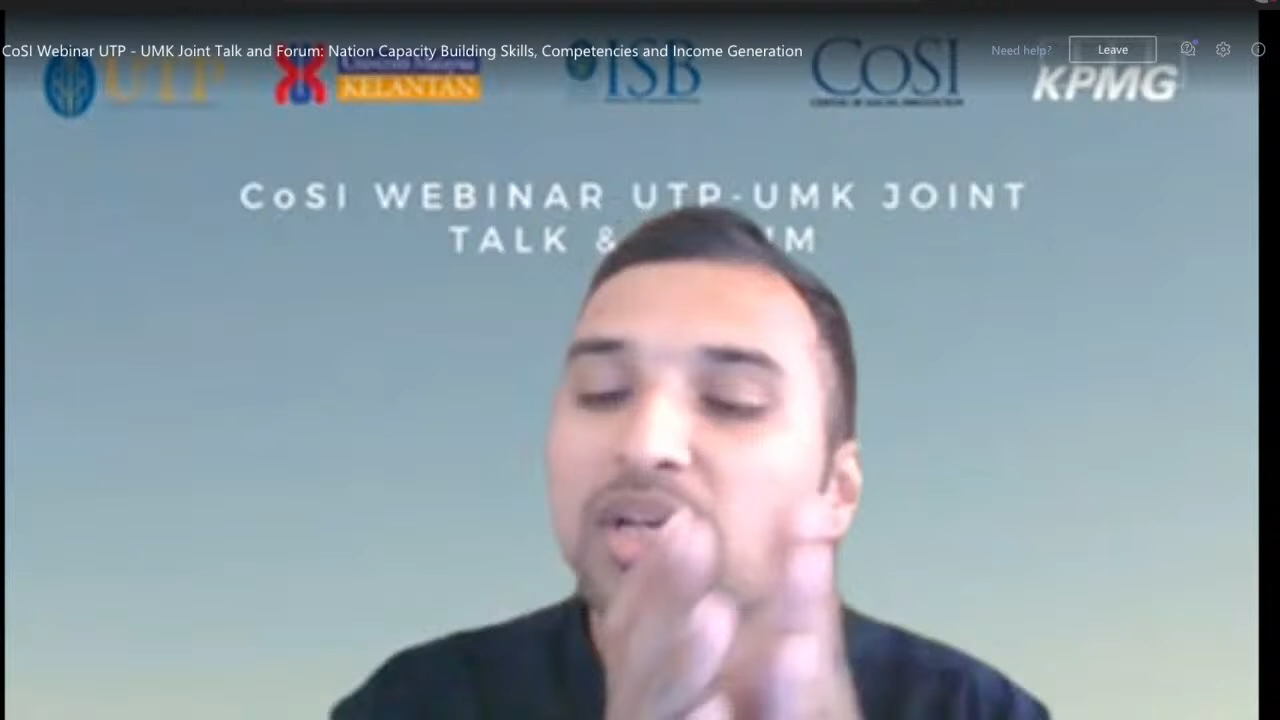 CoSI Webinar UTP - UMK Joint Talk and Forum: Nation Capacity Building Skills, Competencies and Income Generation
Need help?
Leave
UTP
KELANTAN
ISB
CoSI
KPMG
CoSI WEBINAR UTP-UMK JOINT
TALK &